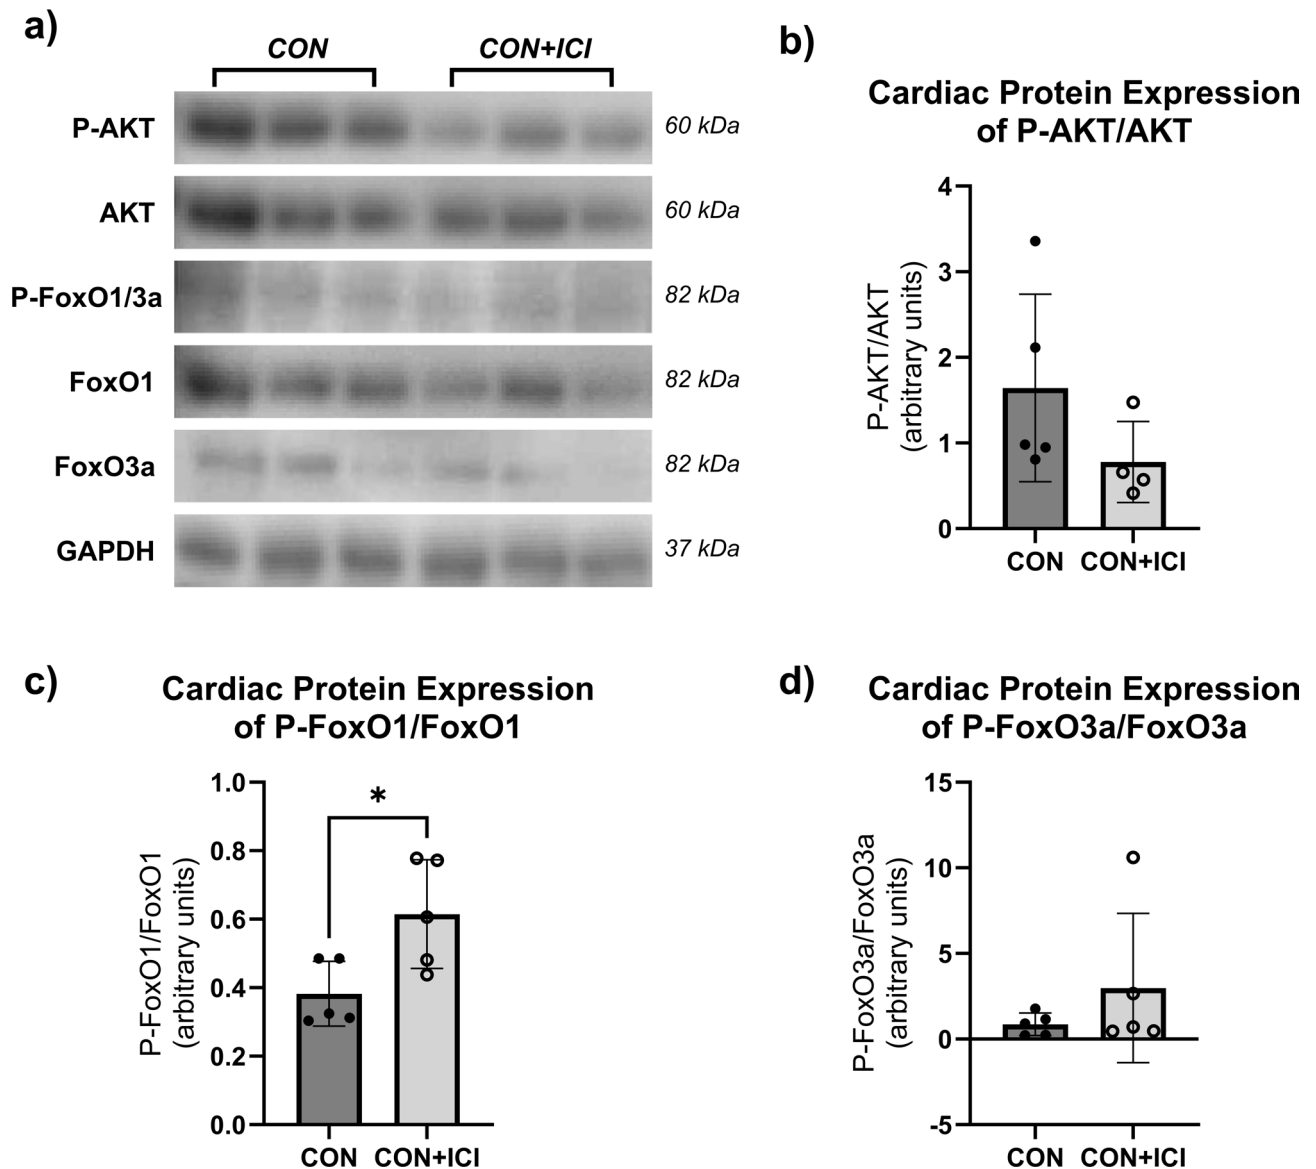 a)
CON
CON+ICI
P-AKT
60 kDa
AKT
60 kDa
P-FoxO1/3a
82 kDa
FoxO1
82 kDa
FoxO3a
82 kDa
GAPDH
37 kDa
b)
Cardiac Protein Expression
of P-AKT/AKT
P-AKT/AKT
(arbitrary units)
4
3
2
1
0
CON
CON+ICI
c)
Cardiac Protein Expression
of P-FoxO1/FoxO1
P-FoxO1/FoxO1
(arbitrary units)
1.0
0.8
0.6
0.4
0.2
0.0
*
CON
CON+ICI
d)
Cardiac Protein Expression
of P-FoxO3a/FoxO3a
P-FoxO3a/FoxO3a
(arbitrary units)
15
10
5
0
-5
CON
CON+ICI